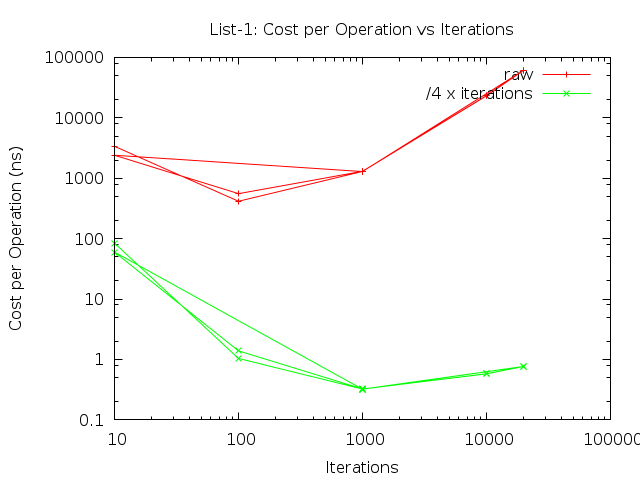 List-1: Cost per Operation vs Iterations
100000
10000
1000
100
10
1
0.1
Cost per Operation (ns)
raw
/4 x iterations
10
100
1000
10000
100000
Iterations